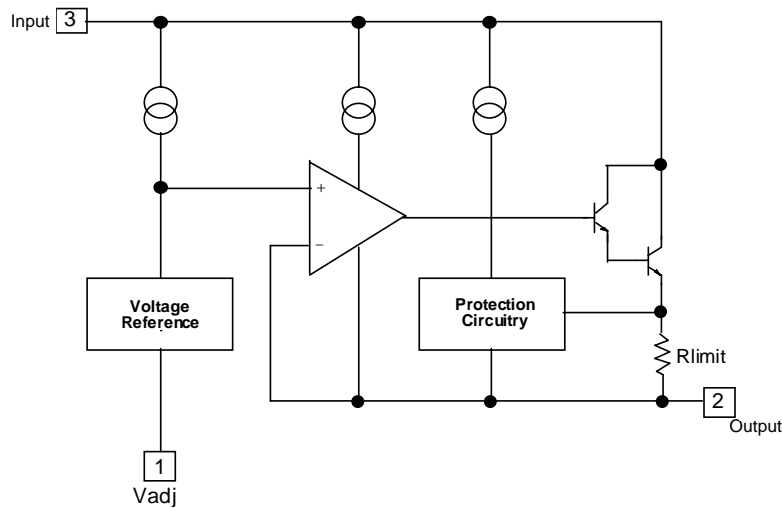 Input 3
+
−
Voltage
Reference
Protection
Circuitry
Rlimit
2
Output
1
Vadj